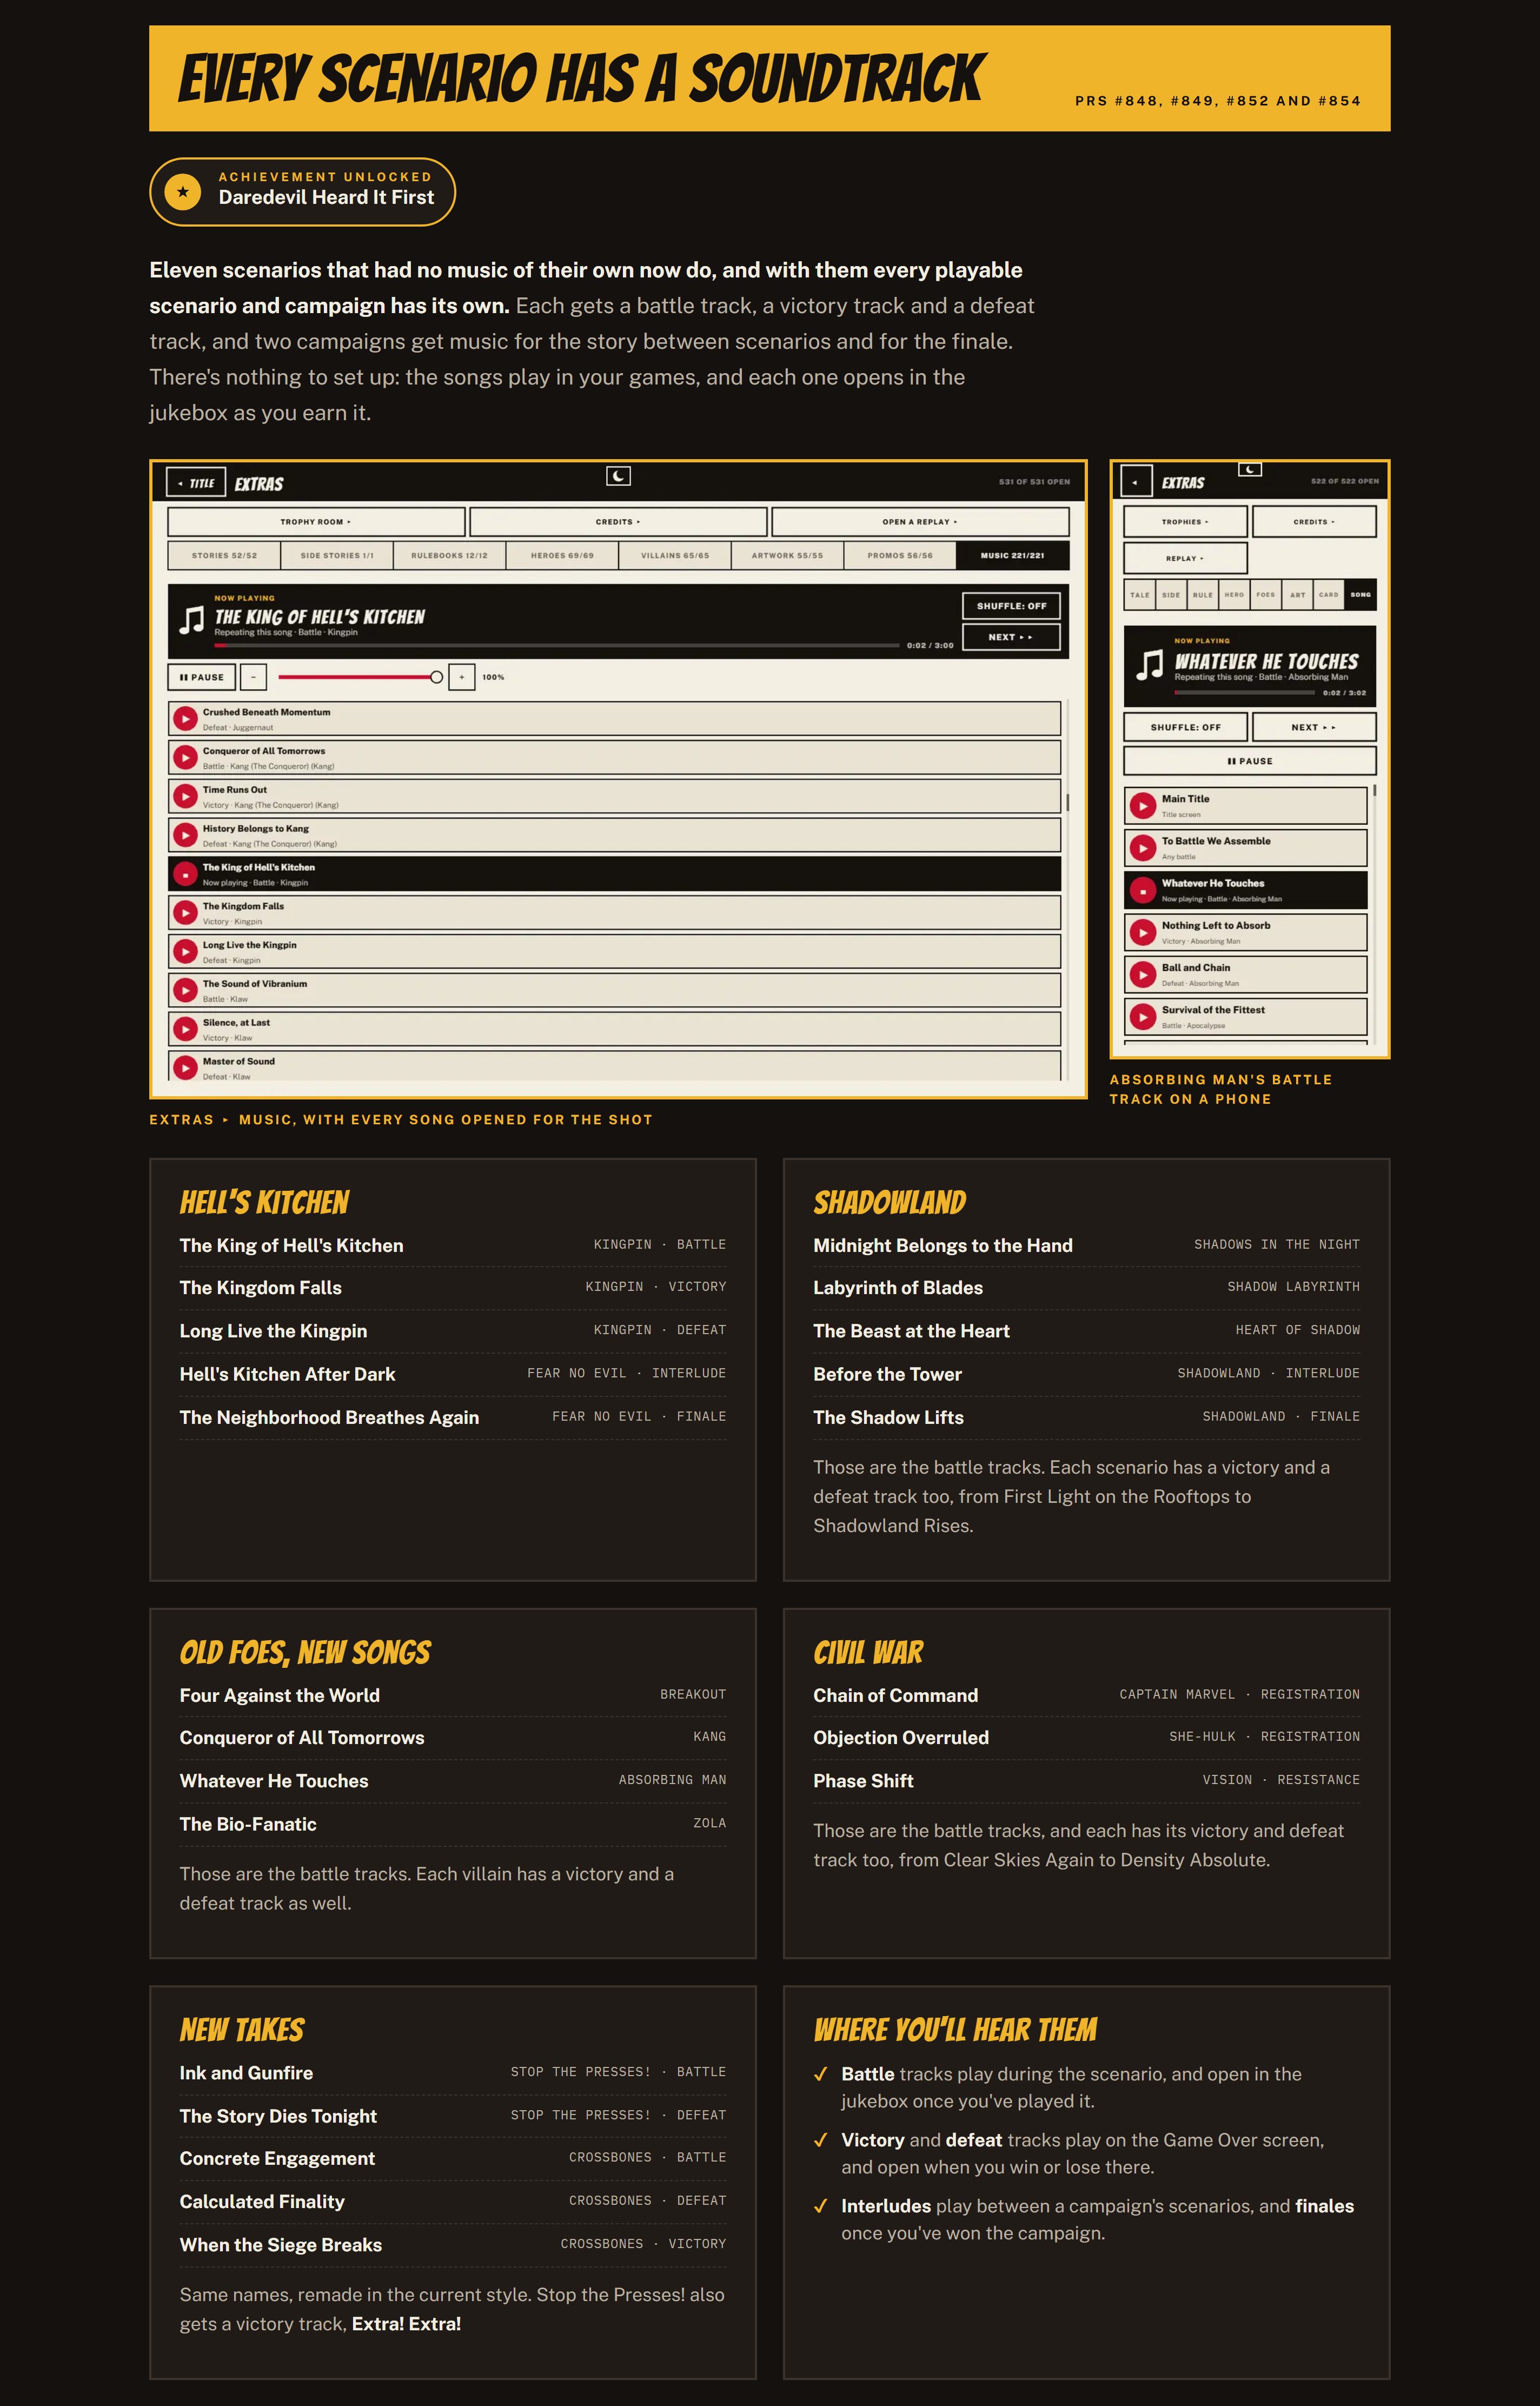 EVERY SCENARIO HAS A SOUNDTRACK
PRS #848, #849, #852 AND #854
ACHIEVEMENT UNLOCKED
Daredevil Heard It First
Eleven scenarios that had no music of their own now do, and with them every playable
scenario and campaign has its own. Each gets a battle track, a victory track and a defeat
track, and two campaigns get music for the story between scenarios and for the finale.
There's nothing to set up: the songs play in your games, and each one opens in the
jukebox as you earn it.
TITLE
EXTRAS
531 OF 531 OPEN
TROPHY ROOM
CREDITS
OPEN A REPLAY
STORIES 52/52
SIDE STORIES 1/1
RULEBOOKS 12/12
HEROES 69/69
VILLAINS 65/65
ARTWORK 55/55
PROMOS 56/56
MUSIC 221/221
NOW PLAYING
THE KING OF HELL'S KITCHEN
Repeating this song · Battle · Kingpin
0:02 / 3:00
SHUFFLE: OFF
NEXT
PAUSE
−
+
100%
Crushed Beneath Momentum
Defeat · Juggernaut
Conqueror of All Tomorrows
Battle · Kang (The Conqueror) (Kang)
Time Runs Out
Victory · Kang (The Conqueror) (Kang)
History Belongs to Kang
Defeat · Kang (The Conqueror) (Kang)
The King of Hell's Kitchen
Now playing · Battle · Kingpin
The Kingdom Falls
Victory · Kingpin
Long Live the Kingpin
Defeat · Kingpin
The Sound of Vibranium
Battle · Klaw
Silence, at Last
Victory · Klaw
Master of Sound
Defeat · Klaw
EXTRAS ‣ MUSIC, WITH EVERY SONG OPENED FOR THE SHOT
EXTRAS
522 OF 522 OPEN
TROPHIES
CREDITS
REPLAY
TALE
SIDE
RULE
HERO
FOES
ART
CARD
SONG
NOW PLAYING
WHATEVER HE TOUCHES
Repeating this song · Battle · Absorbing Man
0:02 / 3:02
SHUFFLE: OFF
NEXT
PAUSE
Main Title
Title screen
To Battle We Assemble
Any battle
Whatever He Touches
Now playing · Battle · Absorbing Man
Nothing Left to Absorb
Victory · Absorbing Man
Ball and Chain
Defeat · Absorbing Man
Survival of the Fittest
Battle · Apocalypse
ABSORBING MAN'S BATTLE
TRACK ON A PHONE
HELL'S KITCHEN
The King of Hell's Kitchen KINGPIN · BATTLE
The Kingdom Falls KINGPIN · VICTORY
Long Live the Kingpin KINGPIN · DEFEAT
Hell's Kitchen After Dark FEAR NO EVIL · INTERLUDE
The Neighborhood Breathes Again FEAR NO EVIL · FINALE
SHADOWLAND
Midnight Belongs to the Hand SHADOWS IN THE NIGHT
Labyrinth of Blades SHADOW LABYRINTH
The Beast at the Heart HEART OF SHADOW
Before the Tower SHADOWLAND · INTERLUDE
The Shadow Lifts SHADOWLAND · FINALE
Those are the battle tracks. Each scenario has a victory and a
defeat track too, from First Light on the Rooftops to
Shadowland Rises.
OLD FOES, NEW SONGS
Four Against the World BREAKOUT
Conqueror of All Tomorrows KANG
Whatever He Touches ABSORBING MAN
The Bio-Fanatic ZOLA
Those are the battle tracks. Each villain has a victory and a
defeat track as well.
CIVIL WAR
Chain of Command CAPTAIN MARVEL · REGISTRATION
Objection Overruled SHE-HULK · REGISTRATION
Phase Shift VISION · RESISTANCE
Those are the battle tracks, and each has its victory and defeat
track too, from Clear Skies Again to Density Absolute.
NEW TAKES
Ink and Gunfire STOP THE PRESSES! · BATTLE
The Story Dies Tonight STOP THE PRESSES! · DEFEAT
Concrete Engagement CROSSBONES · BATTLE
Calculated Finality CROSSBONES · DEFEAT
When the Siege Breaks CROSSBONES · VICTORY
Same names, remade in the current style. Stop the Presses! also
gets a victory track, Extra! Extra!
WHERE YOU'LL HEAR THEM
✓ Battle tracks play during the scenario, and open in the
jukebox once you've played it.
✓ Victory and defeat tracks play on the Game Over screen,
and open when you win or lose there.
✓ Interludes play between a campaign's scenarios, and finales
once you've won the campaign.